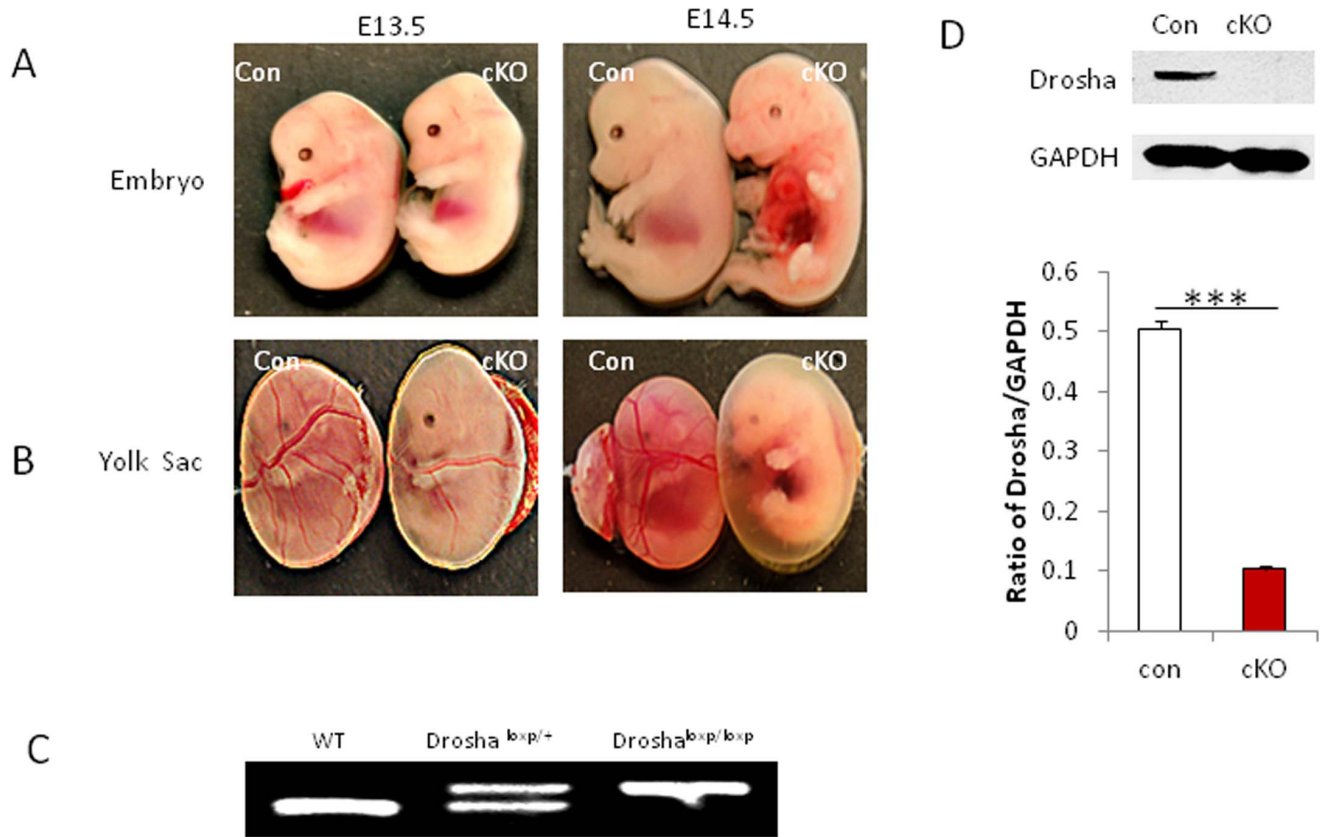 A
E13.5
E14.5
Con
cKO
Con
cKO
Embryo
B
Con
cKO
Con
cKO
Yolk Sac
C
WT
Drosha loxp/+
Drosha loxp/loxp
D
Con
cKO
Drosha
GAPDH
0.6
0.5
0.4
0.3
0.2
0.1
0
Ratio of Drosha/GAPDH
***
con
cKO